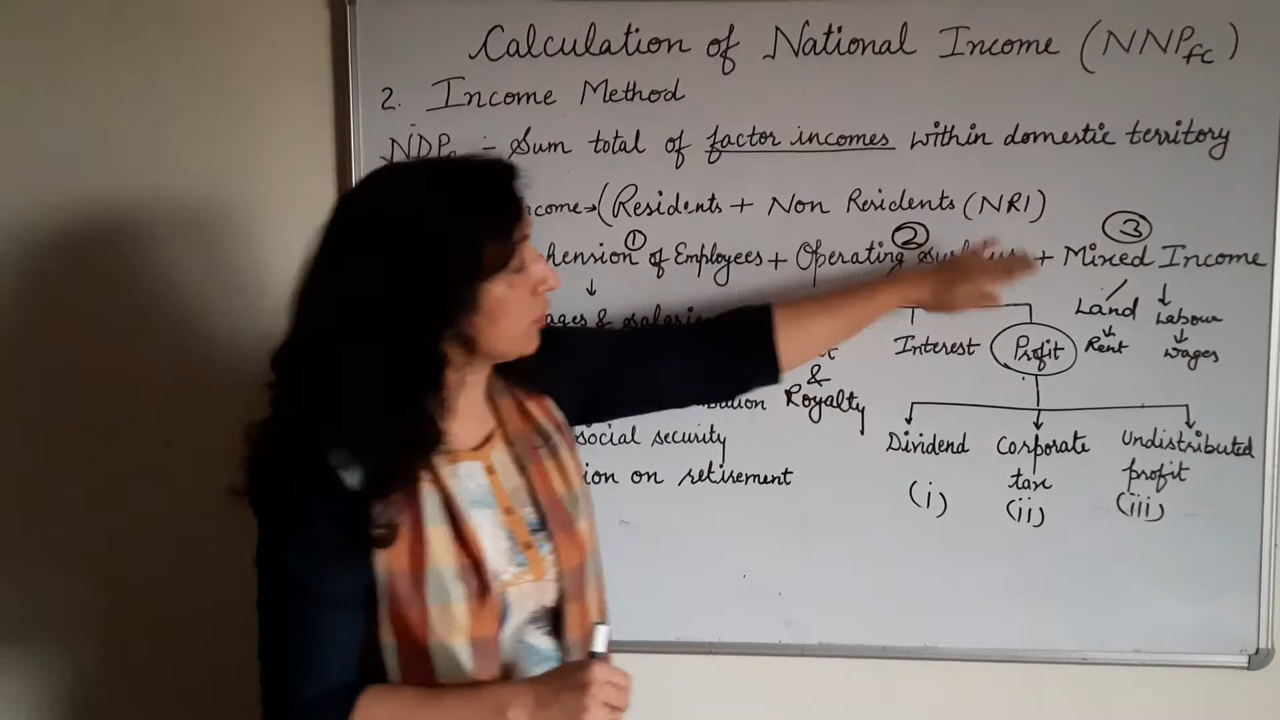 Calculation of National Income (NNPfc)
2. Income Method
NDP - Sum total of factor incomes within domestic territory
→(Residents + Non Residents (NRI)
① ② ③
of Employees + Operating + Mixed Income
↓
& salaries
Land Labour
Interest Profit Rent Wages
&
Royalty
social security
Dividend Corporate tax Undistributed profit
on retirement
(i) (ii) (iii)